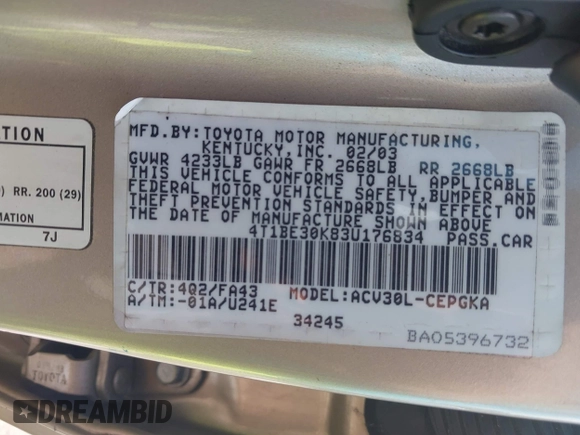 MFD.BY:TOYOTA MOTOR MANUFACTURING,
KENTUCKY,INC. 02/03
GVWR 4233LB GAWR FR 2668LB RR 2668LB
THIS VEHICLE CONFORMS TO ALL APPLICABLE
FEDERAL MOTOR VEHICLE SAFETY,BUMPER AND
THEFT PREVENTION STANDARDS IN EFFECT ON
THE DATE OF MANUFACTURE SHOWN ABOVE.
4T1BE30K83U176834 PASS.CAR
C/TR:4Q2/FA43 MODEL:ACV30L-CEPGKA
A/TM:-01A/U241E
34245
BA05396732
ATION
) RR. 200 (29)
RMATION
7J
TOYOTA
DREAMBID